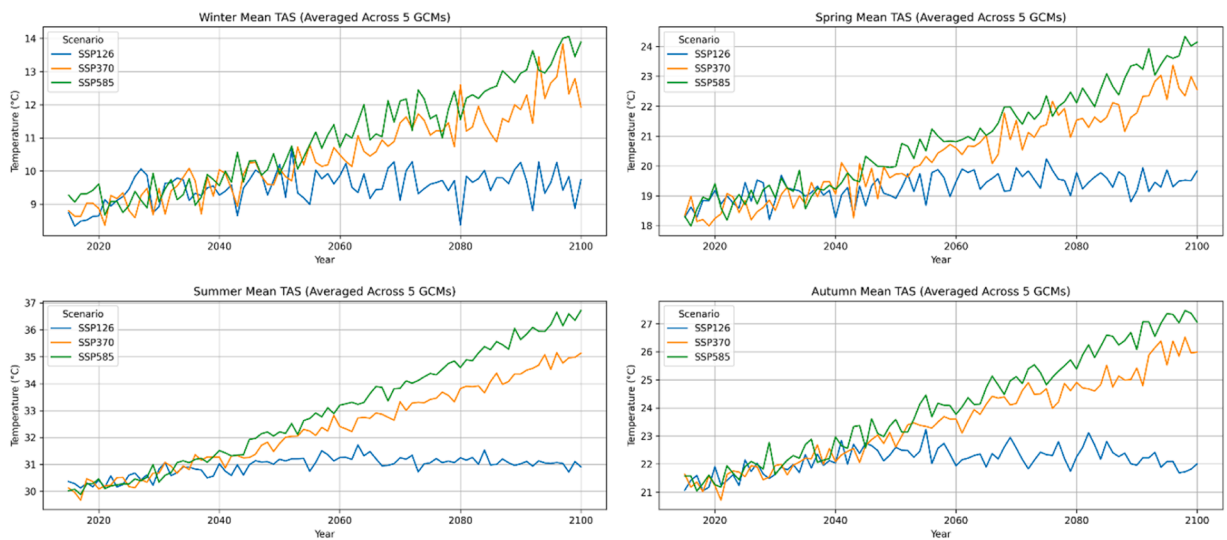 Winter Mean TAS (Averaged Across 5 GCMs)
Temperature (°C)
14
13
12
11
10
9
Scenario
SSP126
SSP370
SSP585
2020
2040
2060
2080
2100
Year
Spring Mean TAS (Averaged Across 5 GCMs)
Temperature (°C)
24
23
22
21
20
19
18
Scenario
SSP126
SSP370
SSP585
2020
2040
2060
2080
2100
Year
Summer Mean TAS (Averaged Across 5 GCMs)
Temperature (°C)
37
36
35
34
33
32
31
30
Scenario
SSP126
SSP370
SSP585
2020
2040
2060
2080
2100
Year
Autumn Mean TAS (Averaged Across 5 GCMs)
Temperature (°C)
27
26
25
24
23
22
21
Scenario
SSP126
SSP370
SSP585
2020
2040
2060
2080
2100
Year